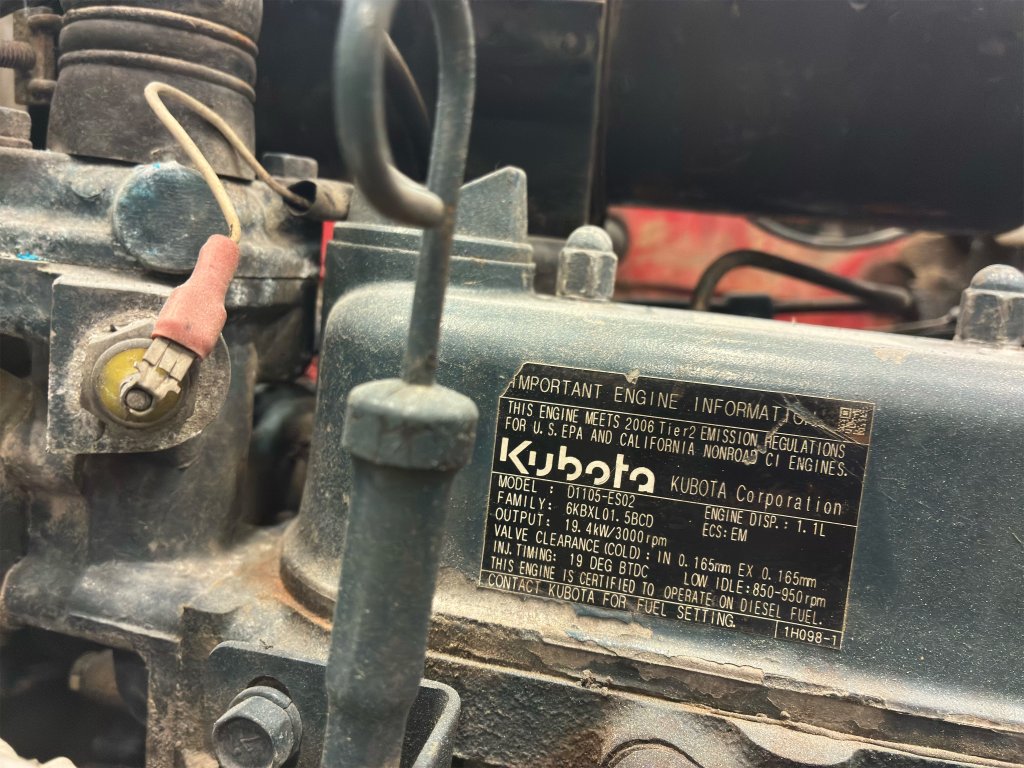 IMPORTANT ENGINE INFORMATION
THIS ENGINE MEETS 2006 Tier2 EMISSION REGULATIONS
FOR U.S.EPA AND CALIFORNIA NONROAD CI ENGINES.
Kubota KUBOTA Corporation
MODEL : D1105-ES02 ENGINE DISP.: 1.1L
FAMILY: 6KBXL01.5BCD ECS:EM
OUTPUT: 19.4kW/3000rpm
VALVE CLEARANCE(COLD): IN 0.165mm EX 0.165mm
INJ.TIMING: 19 DEG BTDC LOW IDLE:850-950rpm
THIS ENGINE IS CERTIFIED TO OPERATE ON DIESEL FUEL.
CONTACT KUBOTA FOR FUEL SETTING.
1H098-1